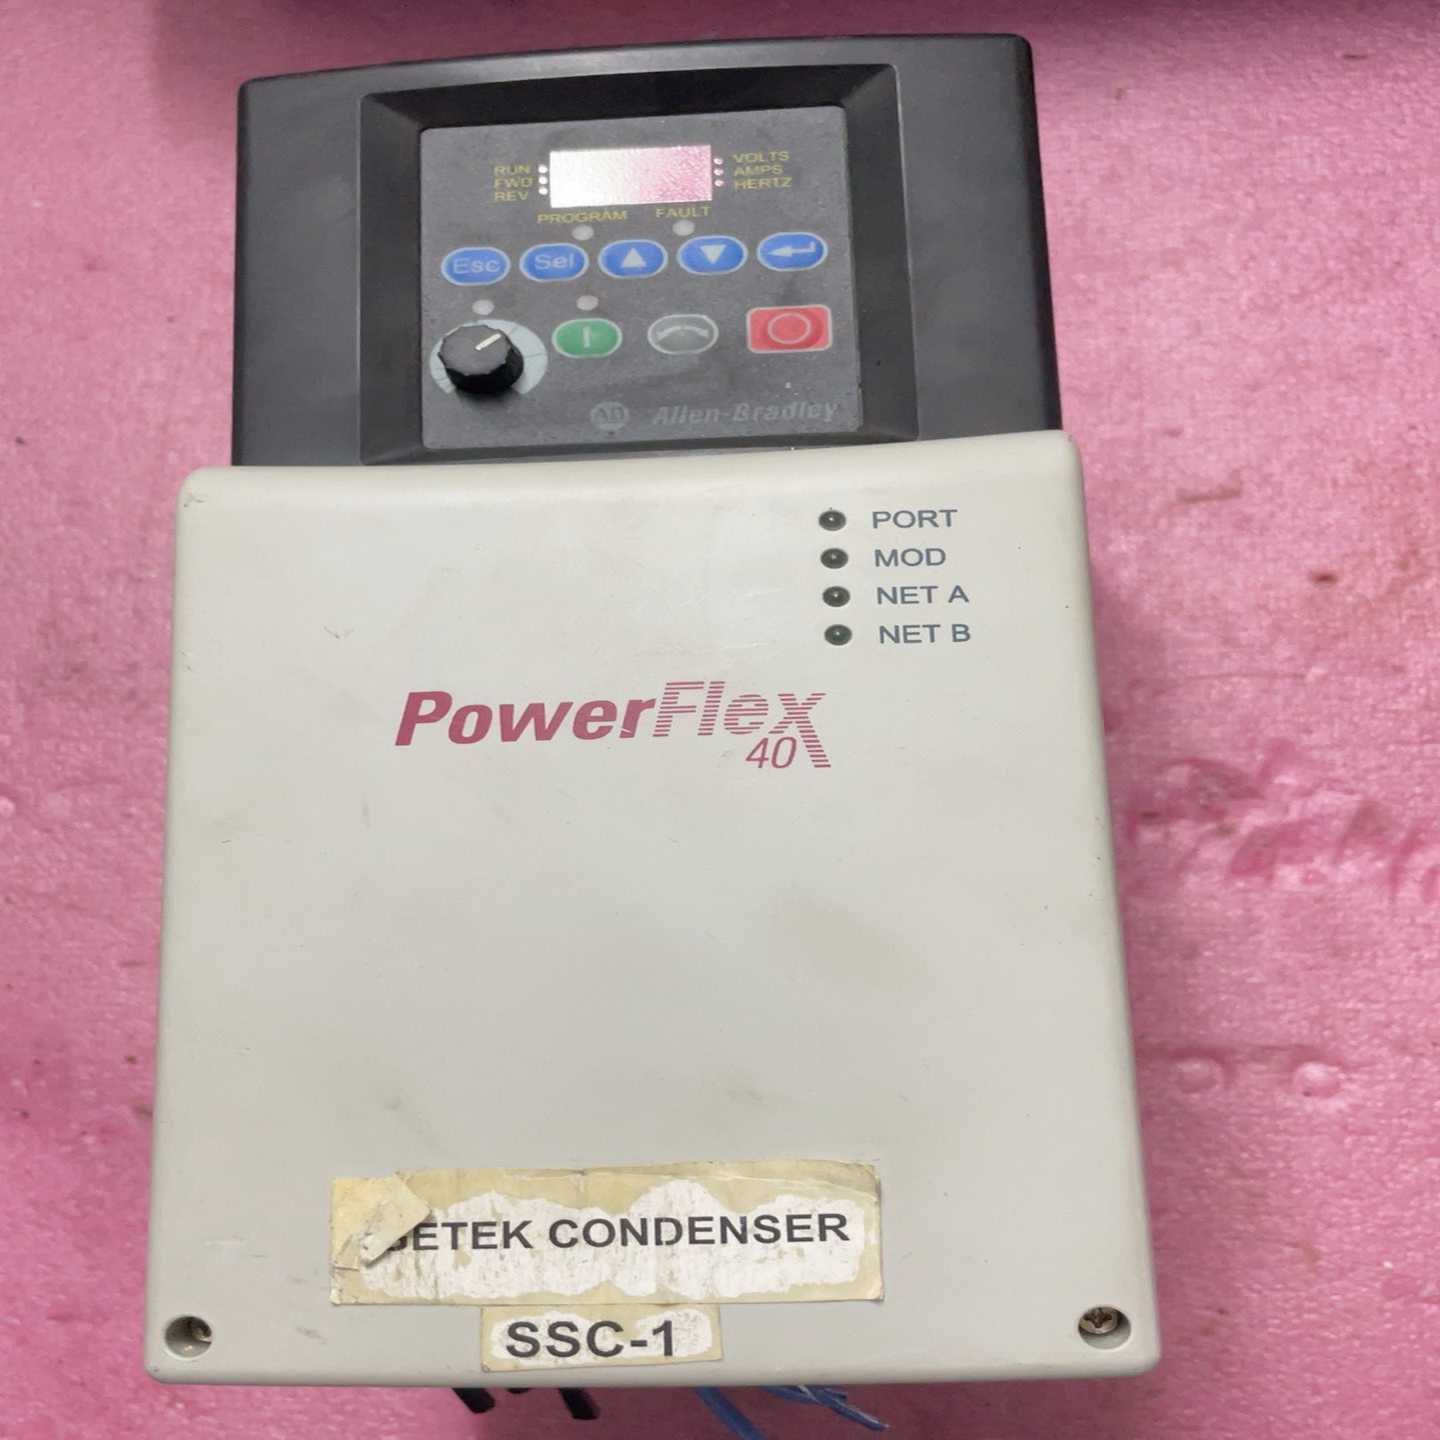 RUN
FWD
REV
VOLTS
AMPS
HERTZ
PROGRAM FAULT
Esc Sel
AB Allen-Bradley
PORT
MOD
NET A
NET B
PowerFlex
40
CONDENSER
SSC-1